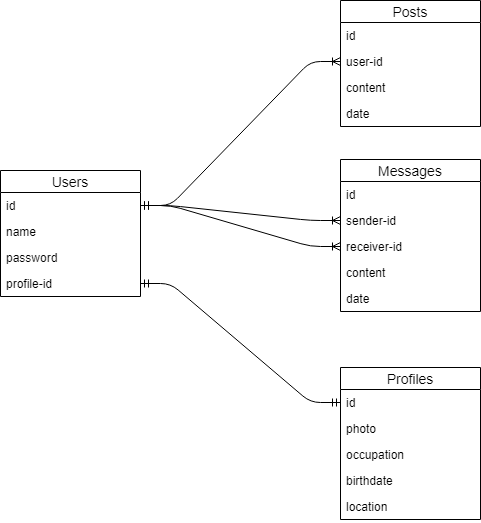 Posts
id
user-id
content
date
Messages
id
sender-id
receiver-id
content
date
Users
id
name
password
profile-id
Profiles
id
photo
occupation
birthdate
location